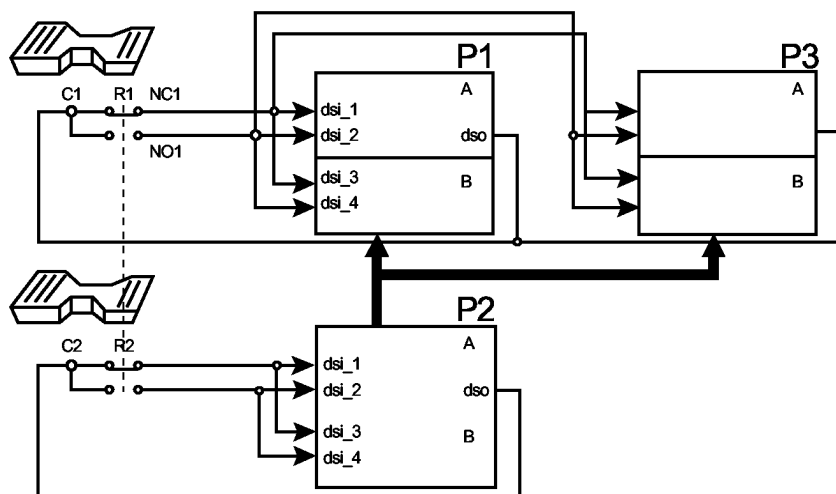 P1
P3
A
A
C1
R1
NC1
dsi_1
dsi_2
dso
NO1
dsi_3
B
B
dsi_4
P2
C2
R2
A
dsi_1
dsi_2
dso
dsi_3
B
dsi_4